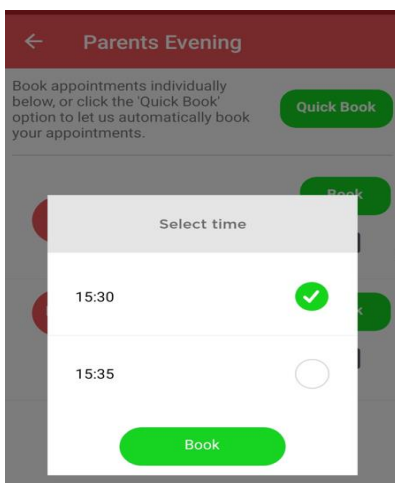 Parents Evening
Book appointments individually
below, or click the 'Quick Book'
option to let us automatically book
your appointments.
Quick Book
Book
Select time
15:30
15:35
Book